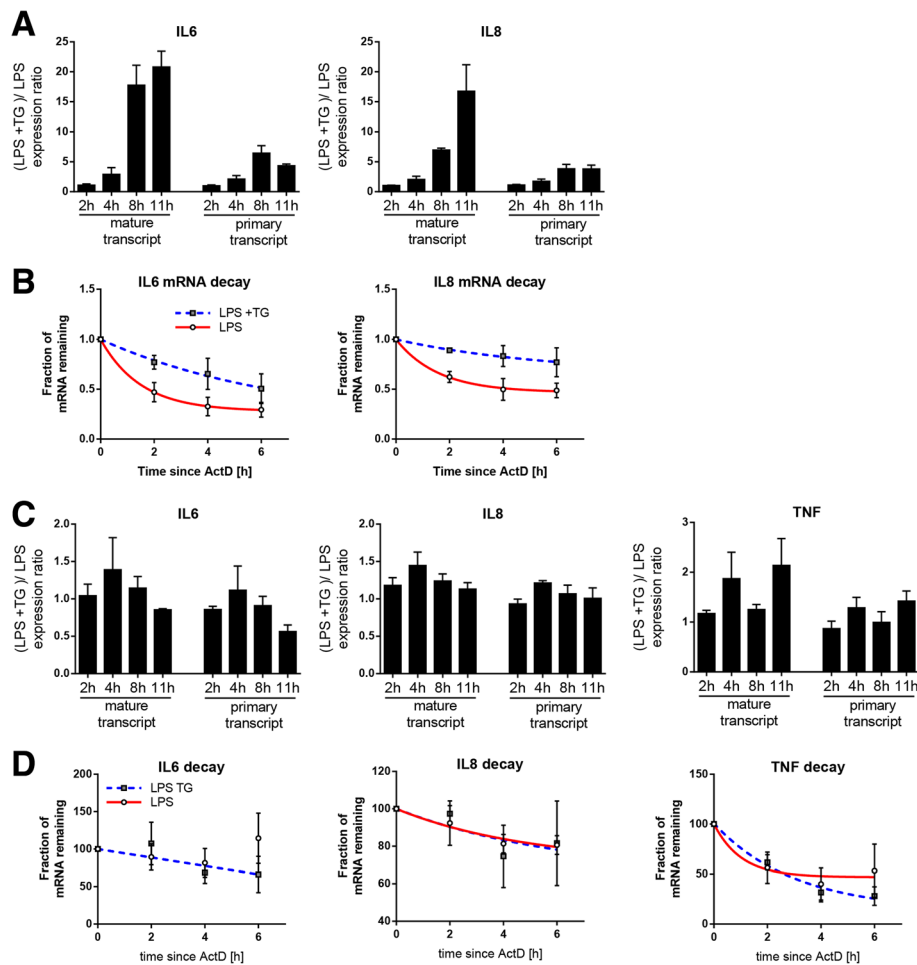 A
IL6
(LPS +TG )/ LPS
expression ratio
25
20
15
10
5
0
2h 4h 8h 11h 2h 4h 8h 11h
mature
transcript
primary
transcript
IL8
(LPS +TG )/ LPS
expression ratio
25
20
15
10
5
0
2h 4h 8h 11h 2h 4h 8h 11h
mature
transcript
primary
transcript
B
IL6 mRNA decay
Fraction of
mRNA remaining
1.5
1.0
0.5
0.0
LPS +TG
LPS
0 2 4 6
Time since ActD [h]
IL8 mRNA decay
Fraction of
mRNA remaining
1.5
1.0
0.5
0.0
0 2 4 6
Time since ActD [h]
C
IL6
(LPS +TG )/ LPS
expression ratio
2.0
1.5
1.0
0.5
0.0
2h 4h 8h 11h 2h 4h 8h 11h
mature
transcript
primary
transcript
IL8
(LPS +TG )/ LPS
expression ratio
2.0
1.5
1.0
0.5
0.0
2h 4h 8h 11h 2h 4h 8h 11h
mature
transcript
primary
transcript
TNF
(LPS +TG )/ LPS
expression ratio
3
2
1
0
2h 4h 8h 11h 2h 4h 8h 11h
mature
transcript
primary
transcript
D
IL6 decay
Fraction of
mRNA remaining
200
150
100
50
0
LPS TG
LPS
0 2 4 6
time since ActD [h]
IL8 decay
Fraction of
mRNA remaining
120
100
80
60
40
0 2 4 6
time since ActD [h]
TNF decay
Fraction of
mRNA remaining
150
100
50
0
0 2 4 6
time since ActD [h]